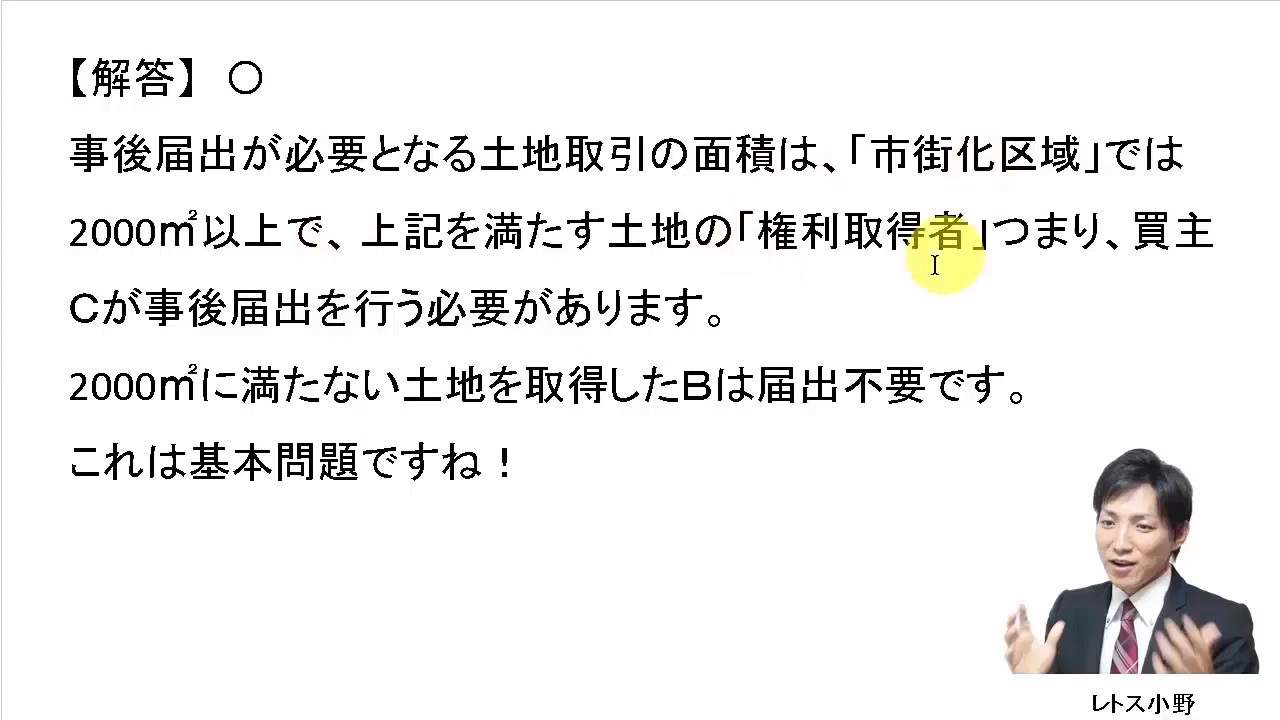 【解答】 ○
事後届出が必要となる土地取引の面積は、「市街化区域」では
2000㎡以上で、上記を満たす土地の「権利取得者」つまり、買主
Cが事後届出を行う必要があります。
2000㎡に満たない土地を取得したBは届出不要です。
これは基本問題ですね！
レトス小野